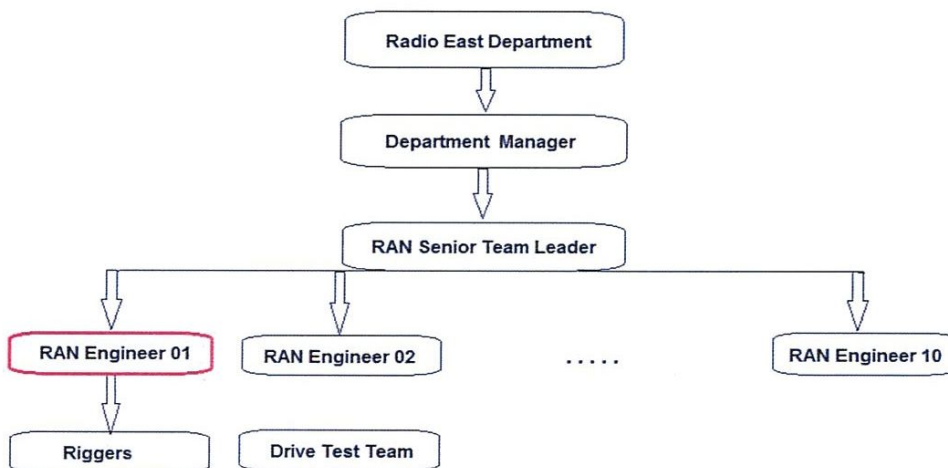 Radio East Department
Department Manager
RAN Senior Team Leader
RAN Engineer 01
RAN Engineer 02
. . . . .
RAN Engineer 10
Riggers
Drive Test Team